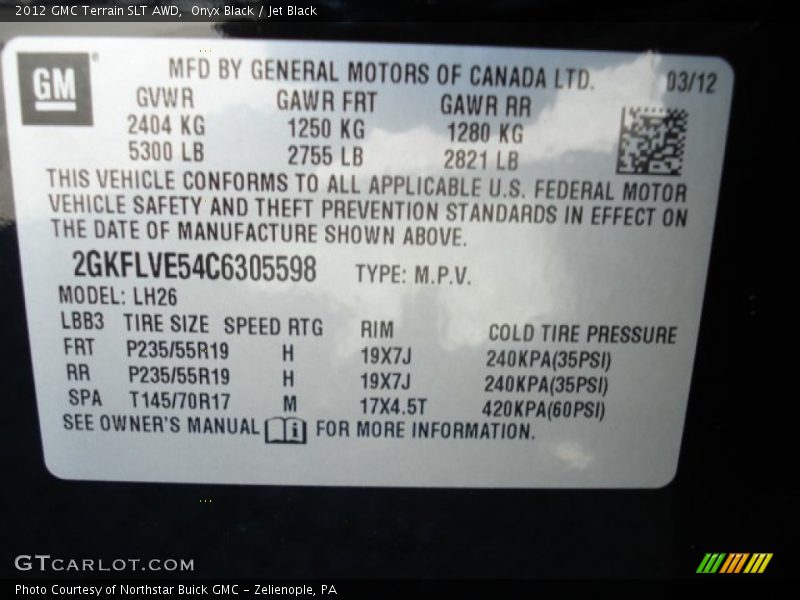 2012 GMC Terrain SLT AWD,  Onyx Black / Jet Black
GM
MFD BY GENERAL MOTORS OF CANADA LTD.
03/12
GVWR GAWR FRT GAWR RR
2404 KG 1250 KG 1280 KG
5300 LB 2755 LB 2821 LB
THIS VEHICLE CONFORMS TO ALL APPLICABLE U.S. FEDERAL MOTOR
VEHICLE SAFETY AND THEFT PREVENTION STANDARDS IN EFFECT ON
THE DATE OF MANUFACTURE SHOWN ABOVE.
2GKFLVE54C6305598 TYPE: M.P.V.
MODEL: LH26
LBB3 TIRE SIZE SPEED RTG RIM COLD TIRE PRESSURE
FRT P235/55R19 H 19X7J 240KPA(35PSI)
RR P235/55R19 H 19X7J 240KPA(35PSI)
SPA T145/70R17 M 17X4.5T 420KPA(60PSI)
SEE OWNER'S MANUAL i FOR MORE INFORMATION.
GTCARLOT.COM
Photo Courtesy of Northstar Buick GMC – Zelienople, PA